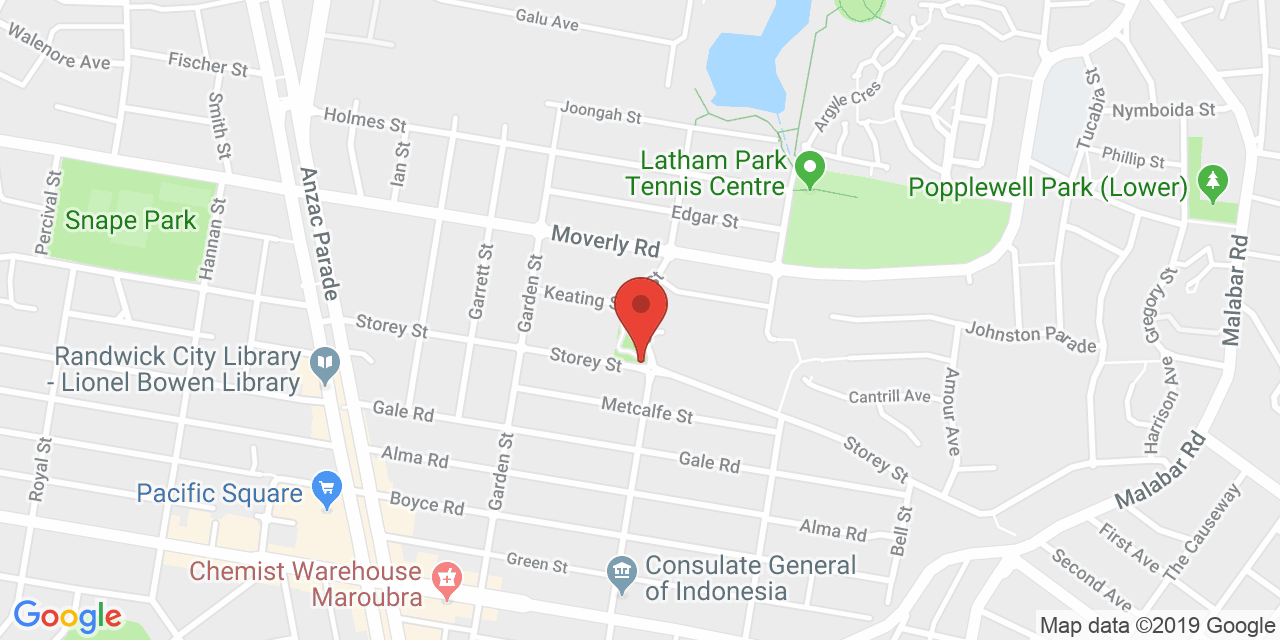 Galu Ave
Walenore Ave
Fischer St
Smith St
Holmes St
Joongah St
Argyle Cres
Tucabia St
Nymboida St
Ian St
Phillip St
Latham Park
Tennis Centre
Popplewell Park (Lower)
Percival St
Snape Park
Hannan St
Anzac Parade
Edgar St
Moverly Rd
Garrett St
Garden St
Keating
St
Malabar Rd
Gregory St
Storey St
Johnston Parade
Randwick City Library
- Lionel Bowen Library
Storey St
Cantrill Ave
Armour Ave
Harrison Ave
Gale Rd
Metcalfe St
Garden St
Alma Rd
Gale Rd
Storey St
Malabar Rd
Royal St
Pacific Square
Boyce Rd
Alma Rd
Bell St
First Ave
The Causeway
Second Ave
Green St
Chemist Warehouse
Maroubra
Consulate General
of Indonesia
Google
Map data ©2019 Google